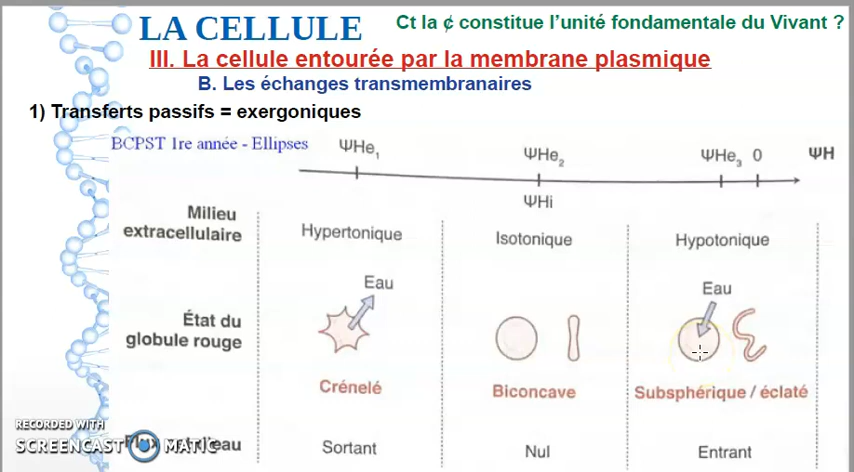 LA CELLULE
Ct la ¢ constitue l’unité fondamentale du Vivant ?
III. La cellule entourée par la membrane plasmique
B. Les échanges transmembranaires
1) Transferts passifs = exergoniques
BCPST 1re année - Ellipses
ΨHe1 ΨHe2 ΨHe3 0 ΨH
ΨHi
Milieu
extracellulaire
Hypertonique Isotonique Hypotonique
Eau Eau
État du
globule rouge
Crénelé Biconcave Subsphérique / éclaté
RECORDED WITH
SCREENCAST MATIC
Sortant Nul Entrant